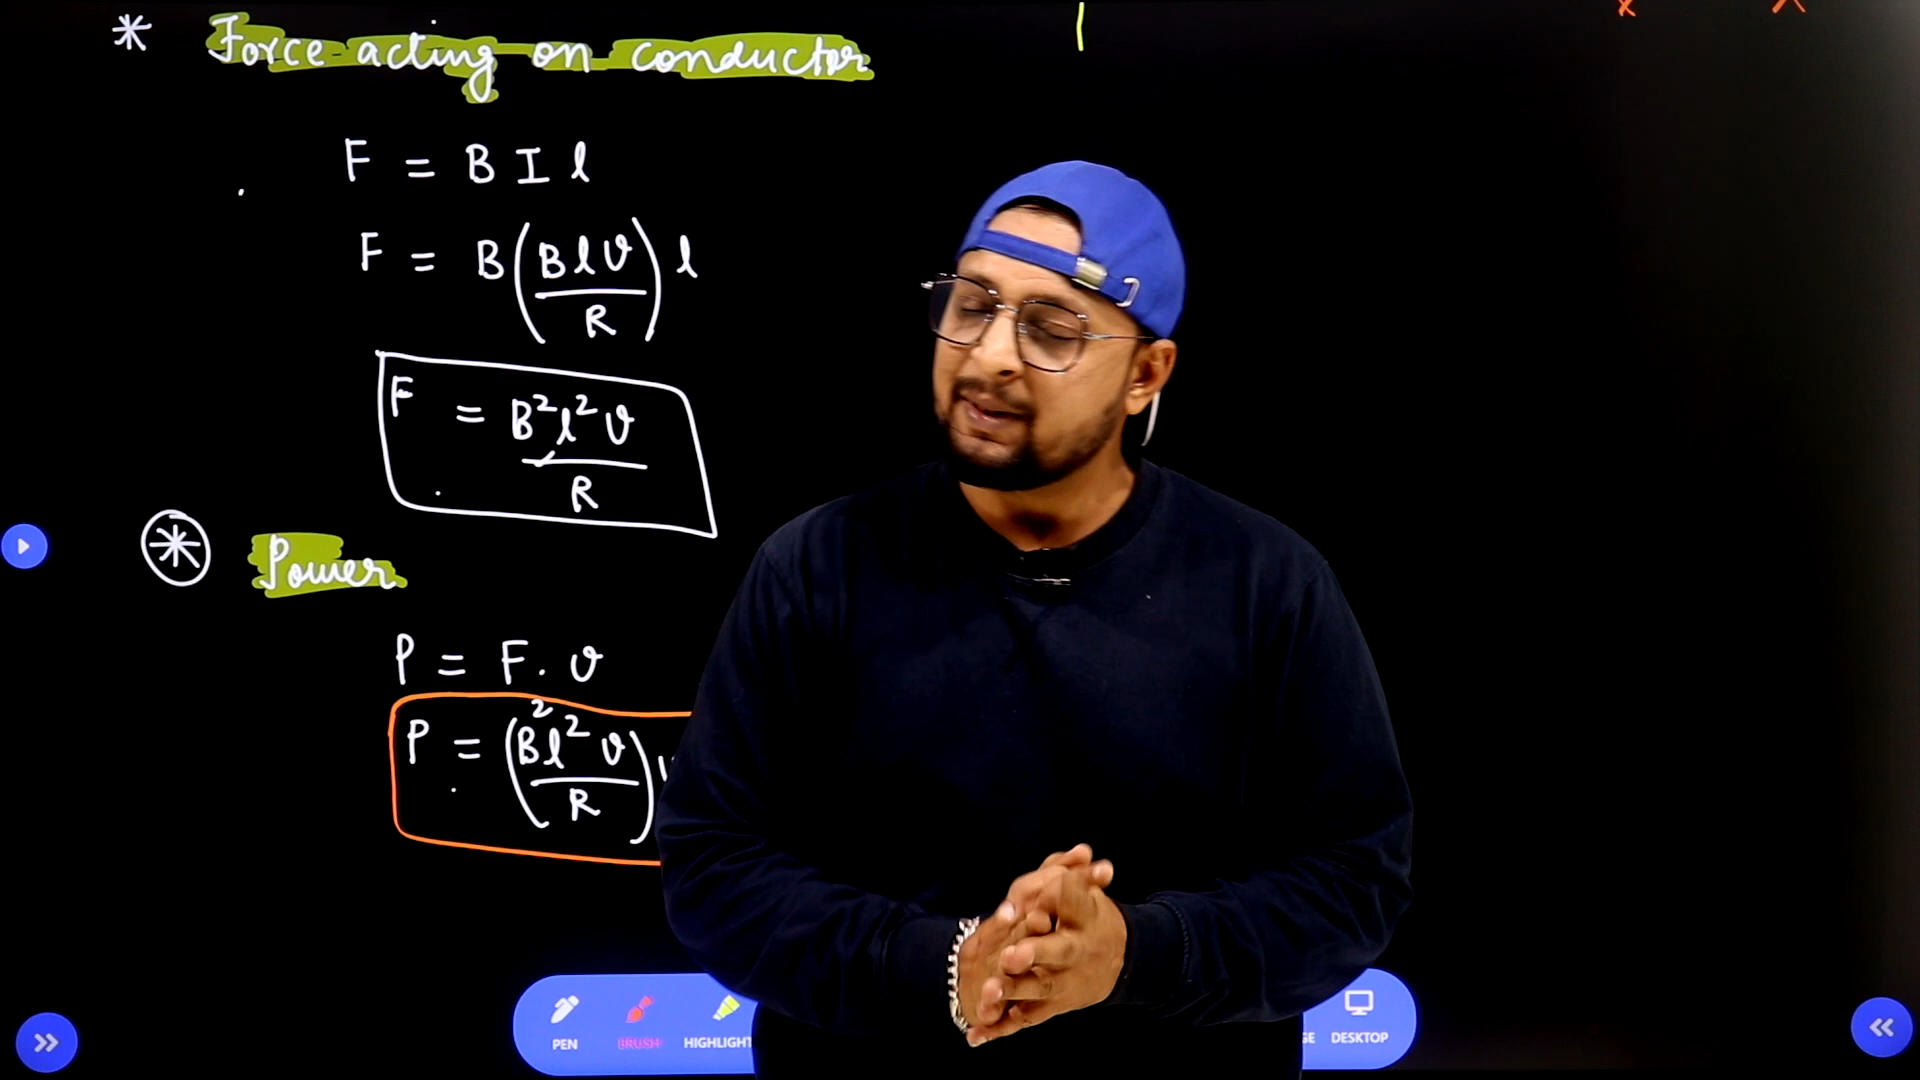 * Force acting on conductor
F = B I l
F = B(Blv/R) l
F = B²l²v/R
* Power
P = F. v
P = (B²l²v/R)
PEN BRUSH HIGHLIGHT DESKTOP